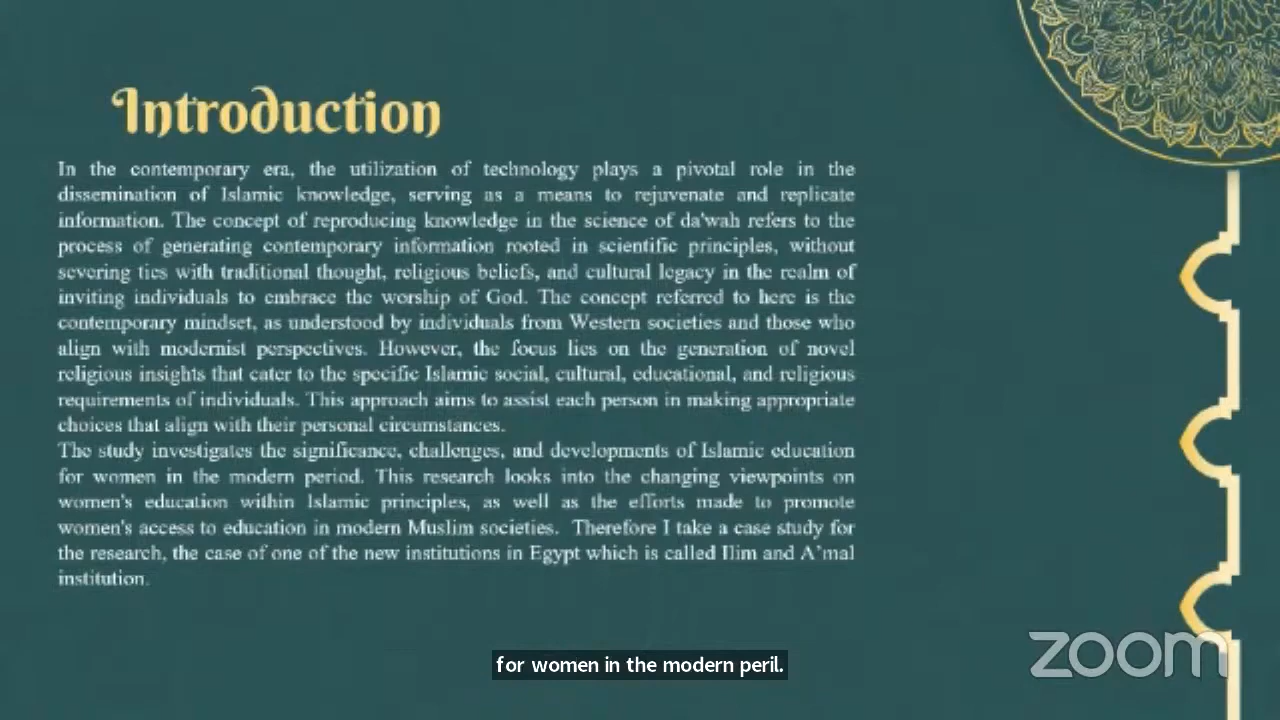 Introduction
In the contemporary era, the utilization of technology plays a pivotal role in the
dissemination of Islamic knowledge, serving as a means to rejuvenate and replicate
information. The concept of reproducing knowledge in the science of da'wah refers to the
process of generating contemporary information rooted in scientific principles, without
severing ties with traditional thought, religious beliefs, and cultural legacy in the realm of
inviting individuals to embrace the worship of God. The concept referred to here is the
contemporary mindset, as understood by individuals from Western societies and those who
align with modernist perspectives. However, the focus lies on the generation of novel
religious insights that cater to the specific Islamic social, cultural, educational, and religious
requirements of individuals. This approach aims to assist each person in making appropriate
choices that align with their personal circumstances.
The study investigates the significance, challenges, and developments of Islamic education
for women in the modern period. This research looks into the changing viewpoints on
women's education within Islamic principles, as well as the efforts made to promote
women's access to education in modern Muslim societies. Therefore I take a case study for
the research, the case of one of the new institutions in Egypt which is called Ilim and A'mal
institution.
for women in the modern peril.
zoom